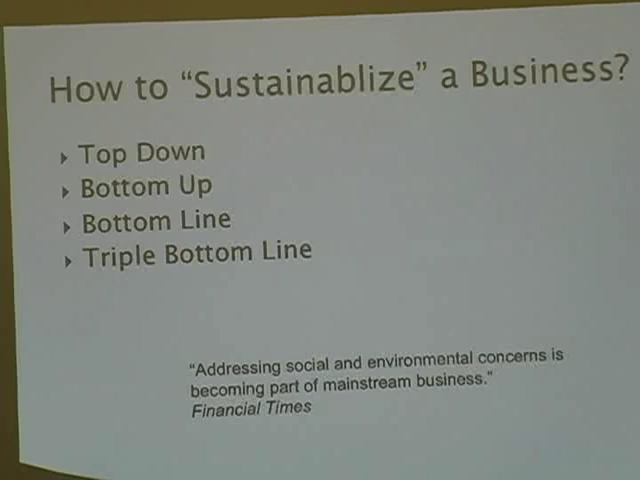 How to “Sustainablize” a Business?
Top Down
Bottom Up
Bottom Line
Triple Bottom Line
“Addressing social and environmental concerns is
becoming part of mainstream business.”
Financial Times